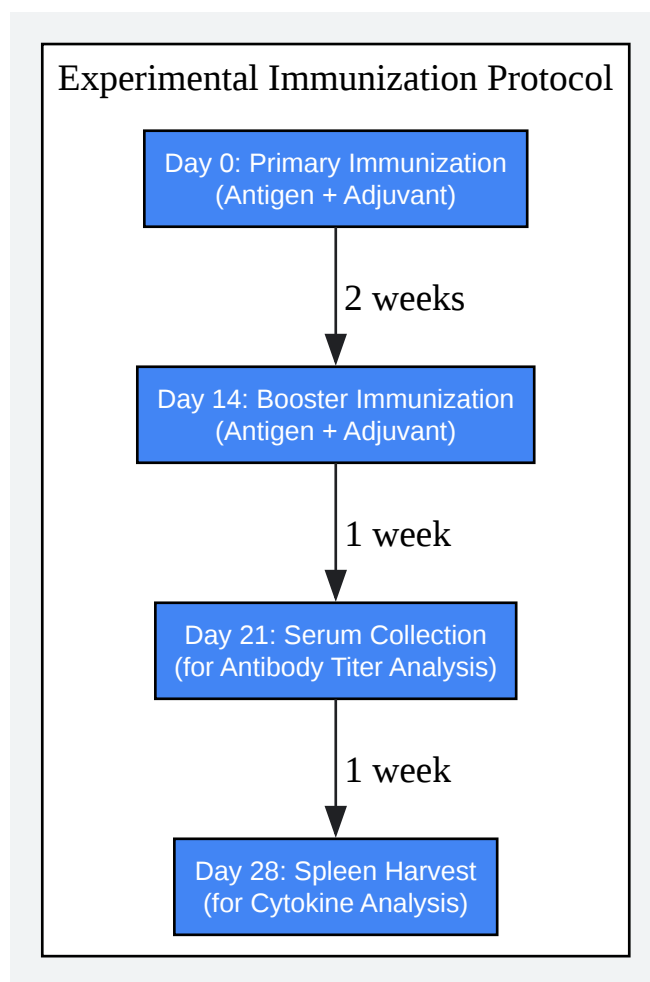 Experimental Immunization Protocol
Day 0: Primary Immunization
(Antigen + Adjuvant)
2 weeks
Day 14: Booster Immunization
(Antigen + Adjuvant)
1 week
Day 21: Serum Collection
(for Antibody Titer Analysis)
1 week
Day 28: Spleen Harvest
(for Cytokine Analysis)